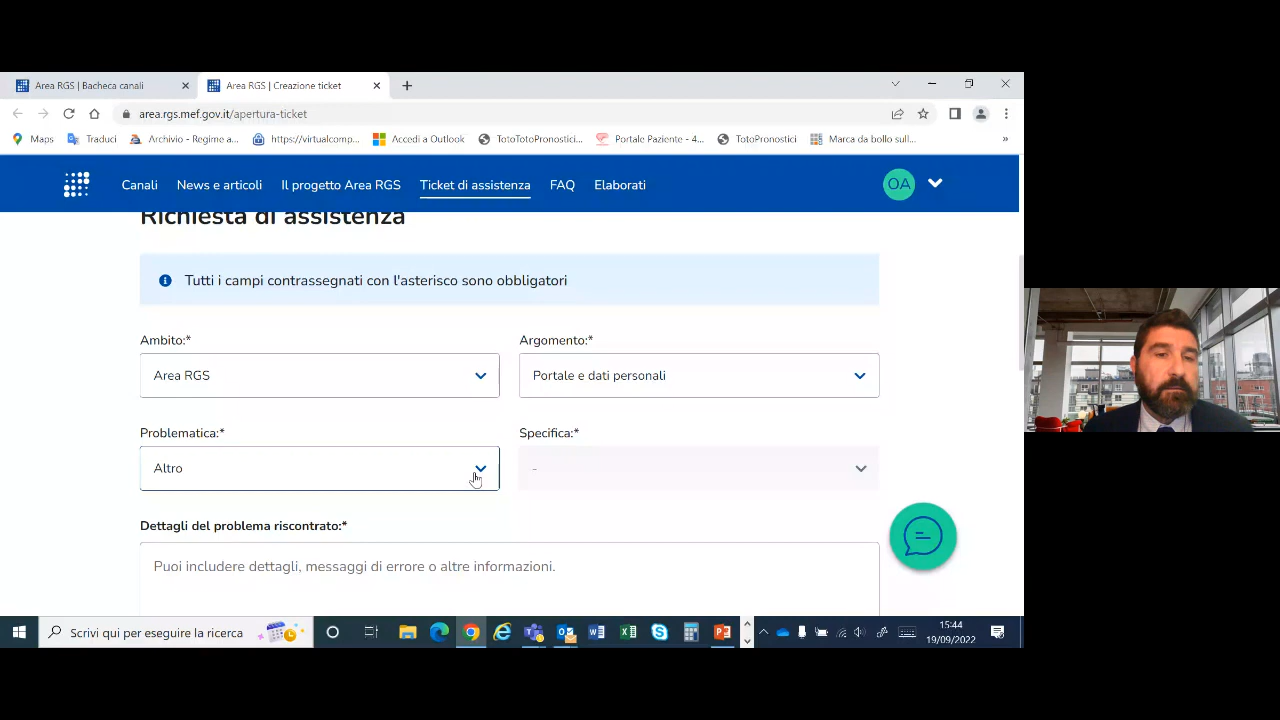 Area RGS | Bacheca canali
Area RGS | Creazione ticket
area.rgs.mef.gov.it/apertura-ticket
Maps
Traduci
Archivio - Regime a...
https://virtualcomp...
Accedi a Outlook
TotoTotoPronostici...
Portale Paziente - 4...
TotoPronostici
Marca da bollo sull...
»
Canali
News e articoli
Il progetto Area RGS
Ticket di assistenza
FAQ
Elaborati
OA
Richiesta di assistenza
Tutti i campi contrassegnati con l'asterisco sono obbligatori
Ambito:*
Argomento:*
Area RGS
Portale e dati personali
Problematica:*
Specifica:*
Altro
-
Dettagli del problema riscontrato:*
Puoi includere dettagli, messaggi di errore o altre informazioni.
Scrivi qui per eseguire la ricerca
15:44
19/09/2022